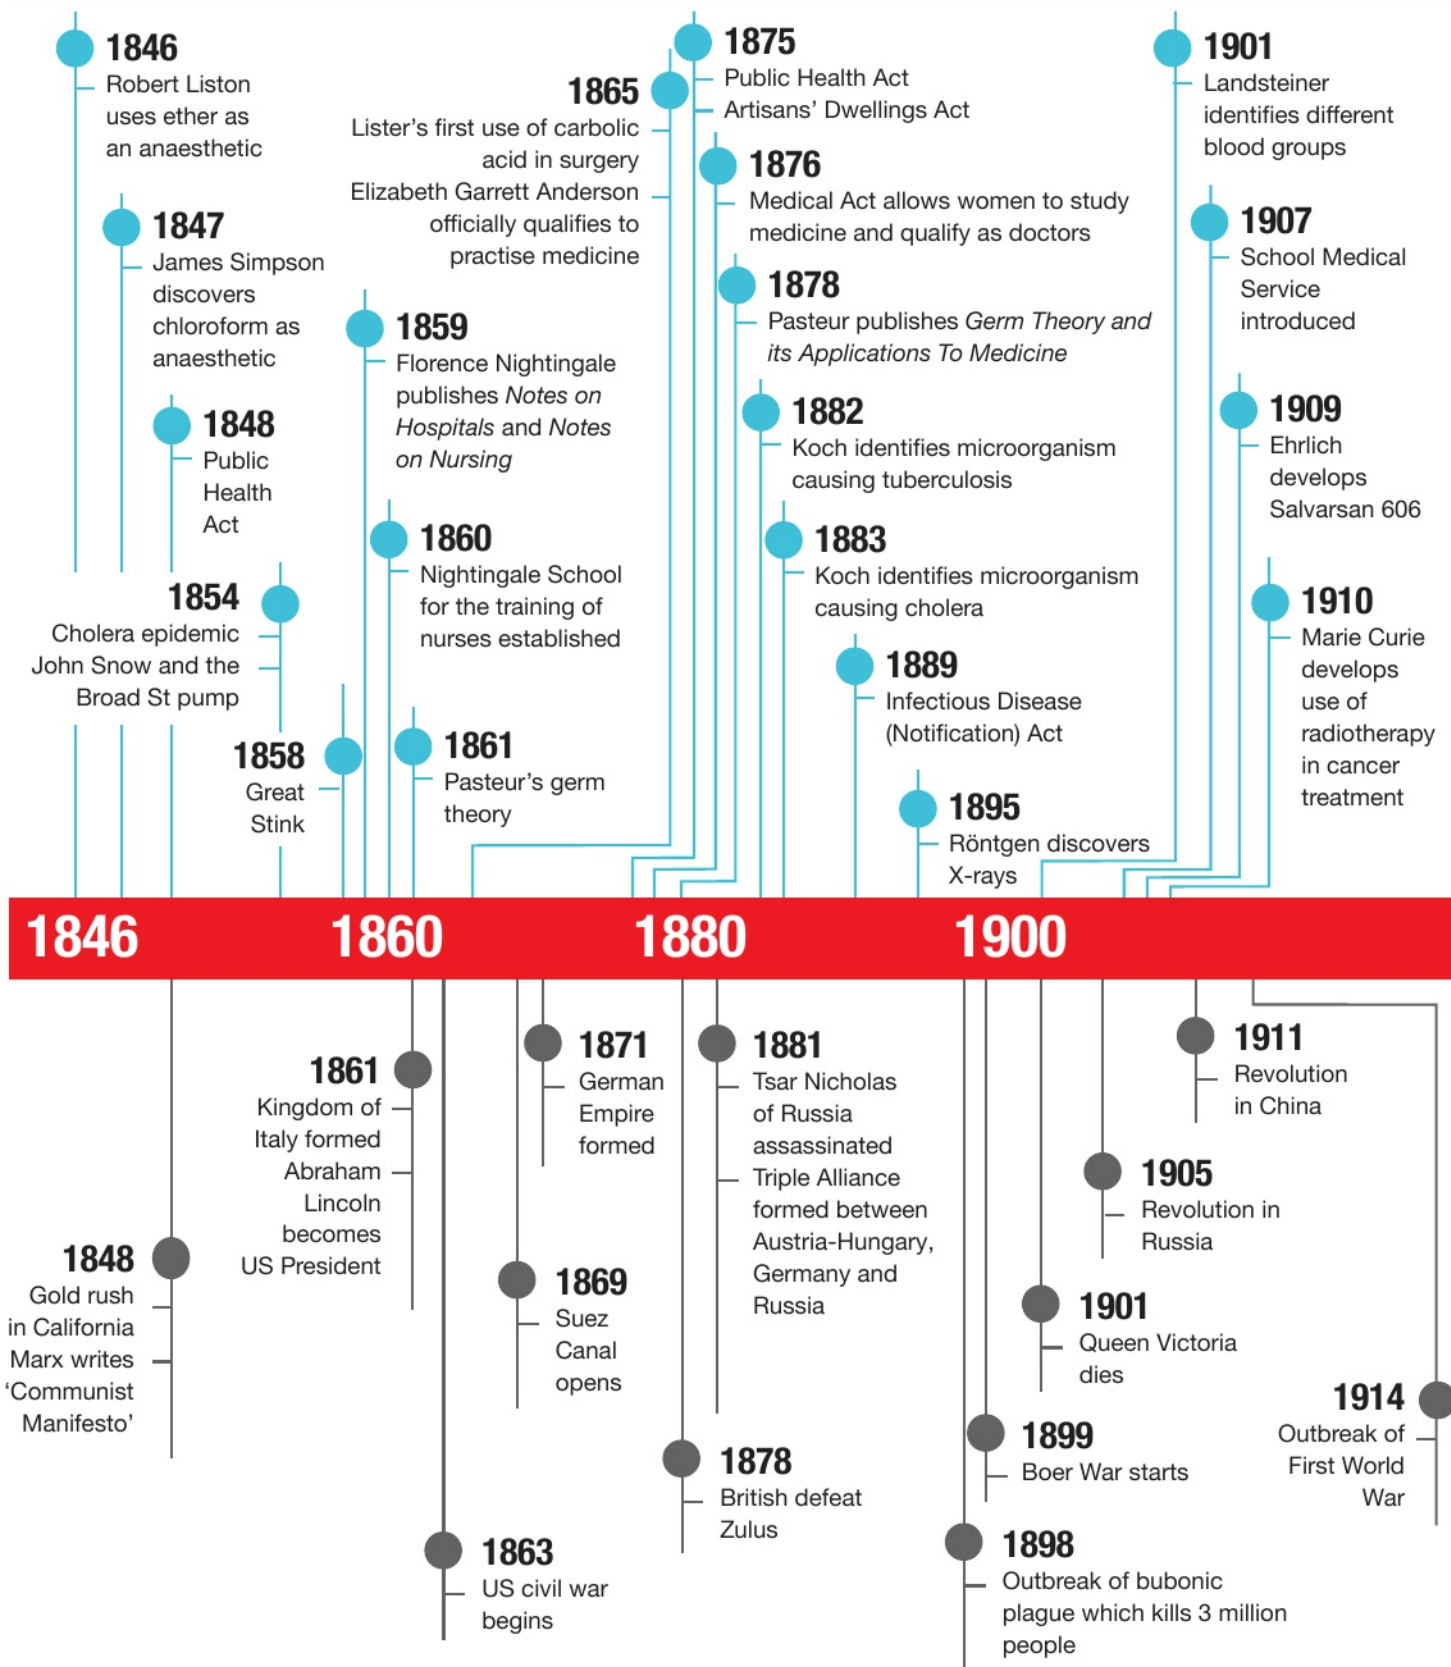 1846
Robert Liston
uses ether as
an anaesthetic
1847
James Simpson
discovers
chloroform as
anaesthetic
1848
Public
Health
Act
1854
Cholera epidemic
John Snow and the
Broad St pump
1858
Great
Stink
1859
Florence Nightingale
publishes Notes on
Hospitals and Notes
on Nursing
1860
Nightingale School
for the training of
nurses established
1861
Pasteur’s germ
theory
1865
Lister’s first use of carbolic
acid in surgery
Elizabeth Garrett Anderson
officially qualifies to
practise medicine
1875
Public Health Act
Artisans’ Dwellings Act
1876
Medical Act allows women to study
medicine and qualify as doctors
1878
Pasteur publishes Germ Theory and
its Applications To Medicine
1882
Koch identifies microorganism
causing tuberculosis
1883
Koch identifies microorganism
causing cholera
1889
Infectious Disease
(Notification) Act
1895
Röntgen discovers
X-rays
1901
Landsteiner
identifies different
blood groups
1907
School Medical
Service
introduced
1909
Ehrlich
develops
Salvarsan 606
1910
Marie Curie
develops
use of
radiotherapy
in cancer
treatment
1846
1860
1880
1900
1848
Gold rush
in California
Marx writes
‘Communist
Manifesto’
1861
Kingdom of
Italy formed
Abraham
Lincoln
becomes
US President
1863
US civil war
begins
1869
Suez
Canal
opens
1871
German
Empire
formed
1878
British defeat
Zulus
1881
Tsar Nicholas
of Russia
assassinated
Triple Alliance
formed between
Austria-Hungary,
Germany and
Russia
1898
Outbreak of bubonic
plague which kills 3 million
people
1899
Boer War starts
1901
Queen Victoria
dies
1905
Revolution in
Russia
1911
Revolution
in China
1914
Outbreak of
First World
War